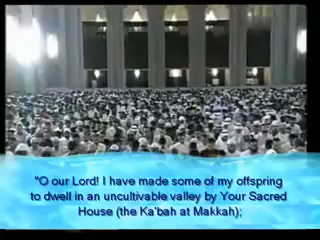 "O our Lord! I have made some of my offspring
to dwell in an uncultivable valley by Your Sacred
House (the Ka'bah at Makkah);